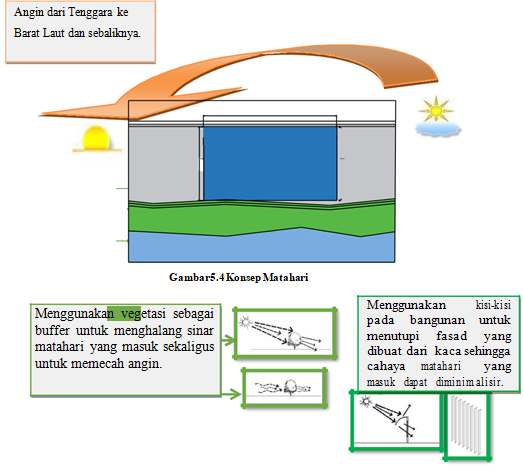 Angin dari Tenggara ke
Barat Laut dan sebaliknya.
Gambar5.4 Konsep Matahari
Menggunakan vegetasi sebagai
buffer untuk menghalang sinar
matahari yang masuk sekaligus
untuk memecah angin.
Menggunakan kisi-kisi
pada bangunan untuk
menutupi fasad yang
dibuat dari kaca sehingga
cahaya matahari yang
masuk dapat diminimalisir.